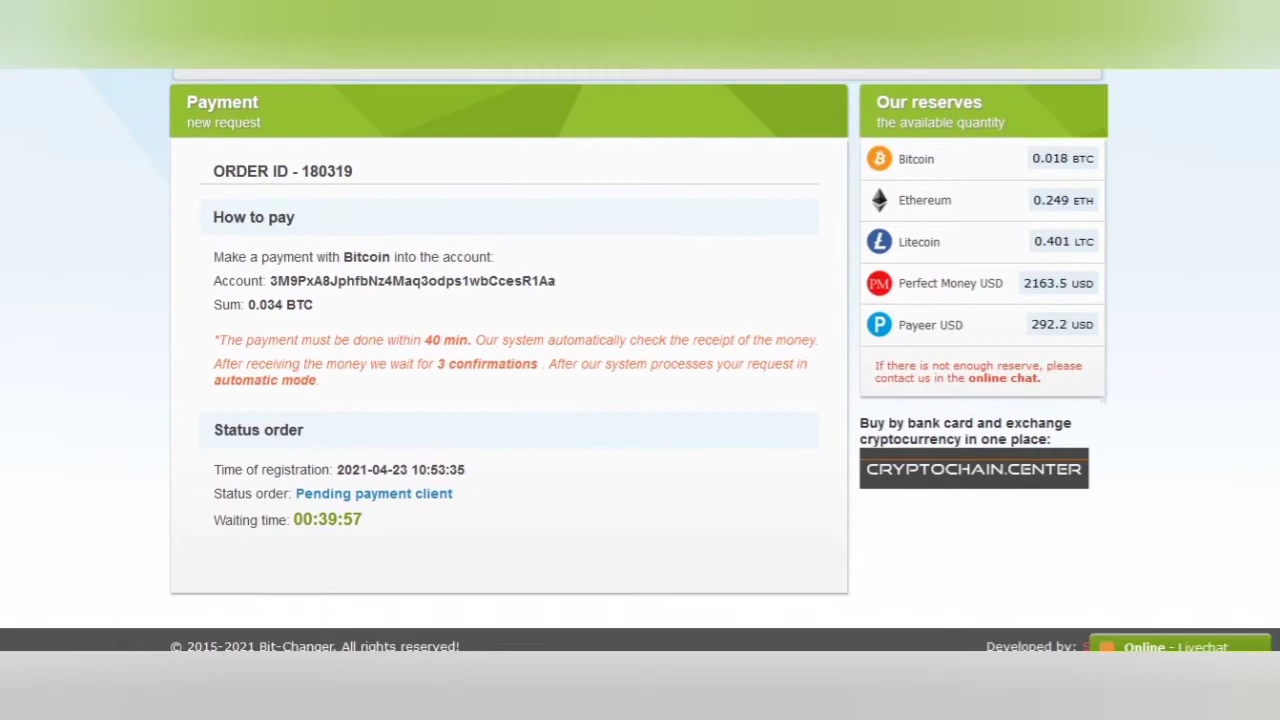 Payment
new request
ORDER ID - 180319
How to pay
Make a payment with Bitcoin into the account:
Account: 3M9PxA8JphfbNz4Maq3odps1wbCcesR1Aa
Sum: 0.034 BTC
*The payment must be done within 40 min. Our system automatically check the receipt of the money.
After receiving the money we wait for 3 confirmations . After our system processes your request in
automatic mode.
Status order
Time of registration: 2021-04-23 10:53:35
Status order: Pending payment client
Waiting time: 00:39:57
Our reserves
the available quantity
Bitcoin 0.018 BTC
Ethereum 0.249 ETH
Litecoin 0.401 LTC
PM Perfect Money USD 2163.5 USD
Payeer USD 292.2 USD
If there is not enough reserve, please
contact us in the online chat.
Buy by bank card and exchange
cryptocurrency in one place:
CRYPTOCHAIN.CENTER
© 2015-2021 Bit-Changer. All rights reserved!
Developed by:
Online - Livechat